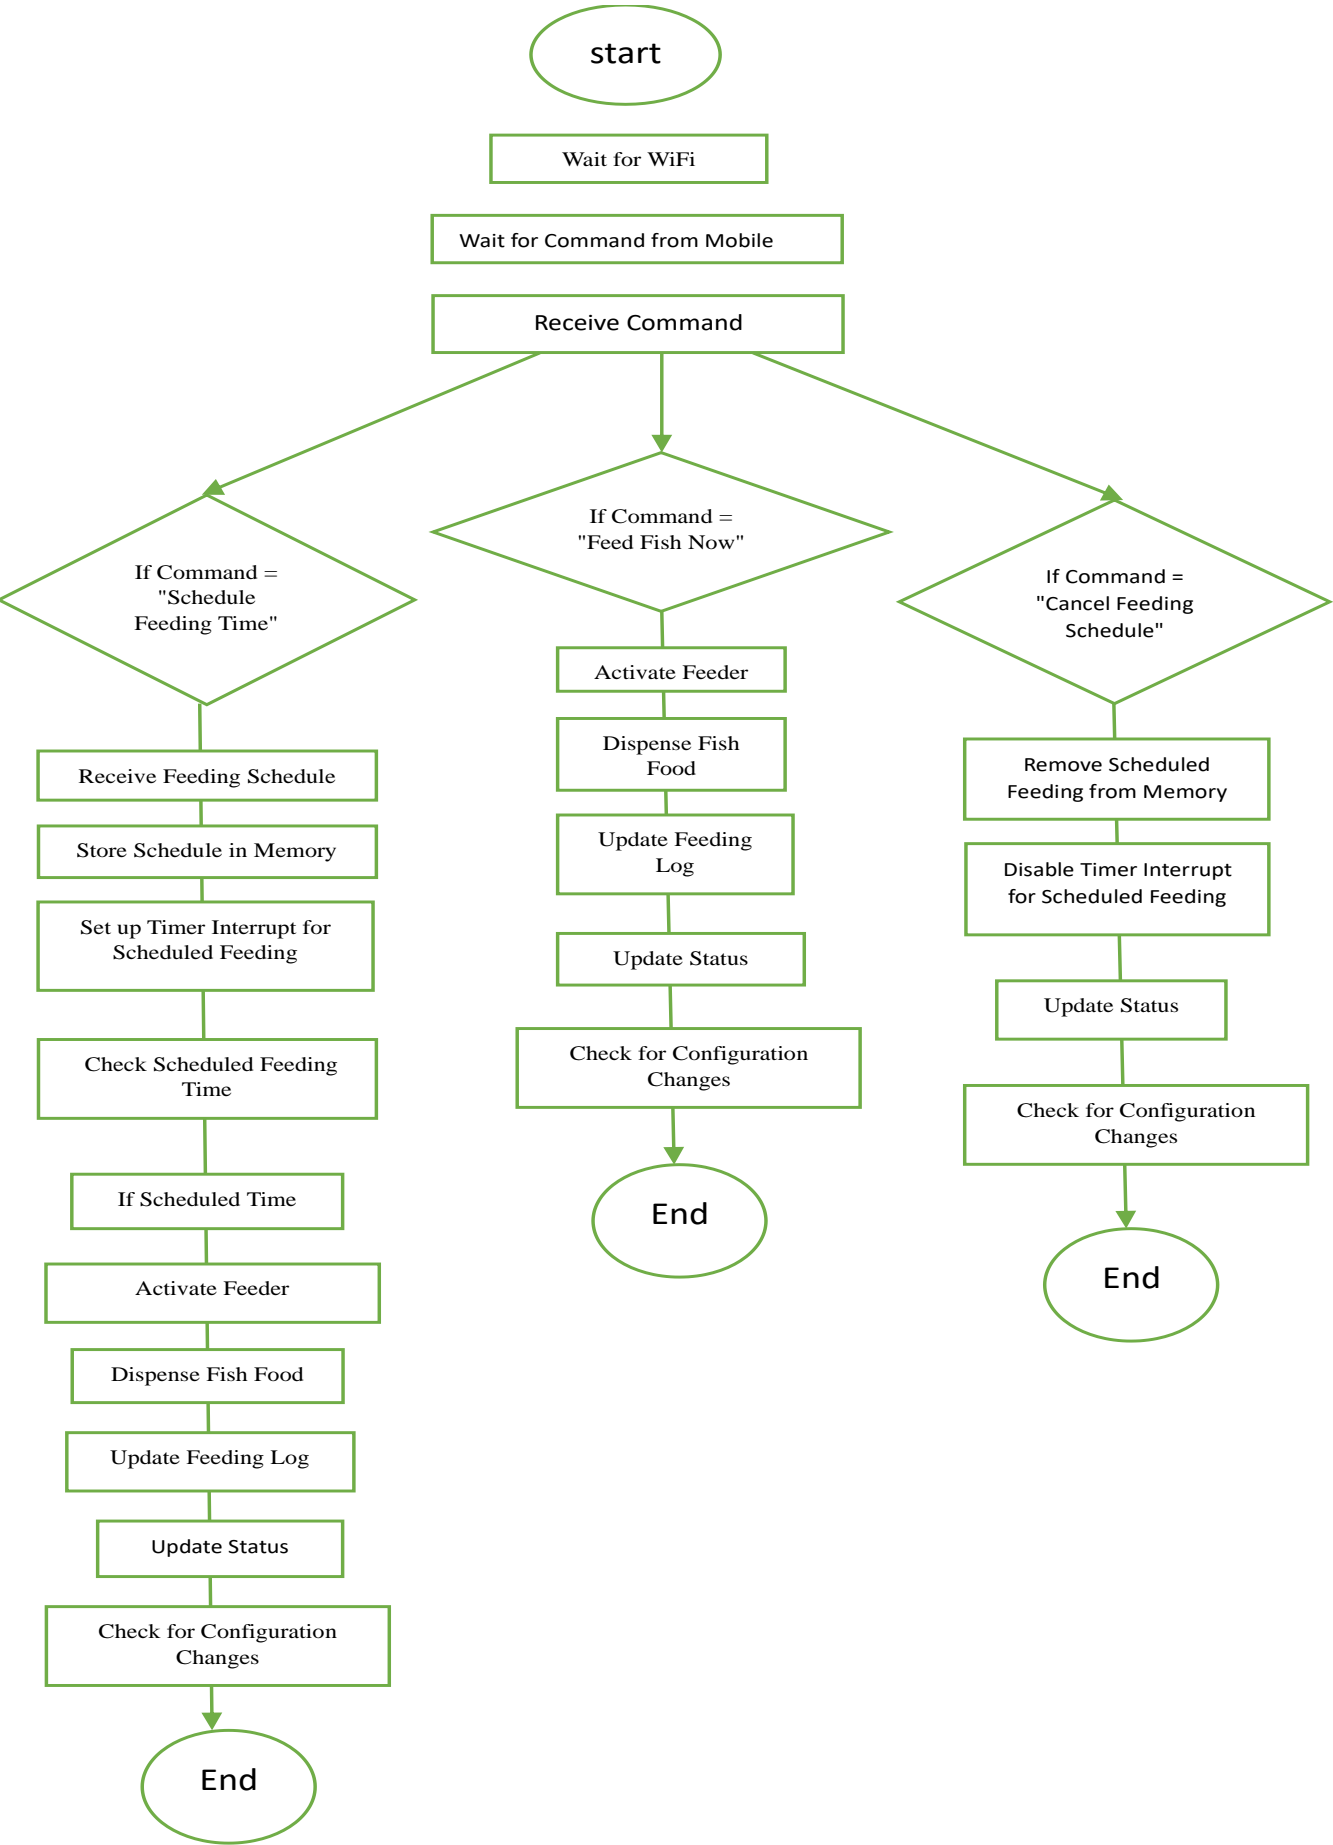 start
Wait for WiFi
Wait for Command from Mobile
Receive Command
If Command =
"Schedule
Feeding Time"
Receive Feeding Schedule
Store Schedule in Memory
Set up Timer Interrupt for
Scheduled Feeding
Check Scheduled Feeding
Time
If Scheduled Time
Activate Feeder
Dispense Fish Food
Update Feeding Log
Update Status
Check for Configuration
Changes
End
If Command =
"Feed Fish Now"
Activate Feeder
Dispense Fish
Food
Update Feeding
Log
Update Status
Check for Configuration
Changes
End
If Command =
"Cancel Feeding
Schedule"
Remove Scheduled
Feeding from Memory
Disable Timer Interrupt
for Scheduled Feeding
Update Status
Check for Configuration
Changes
End